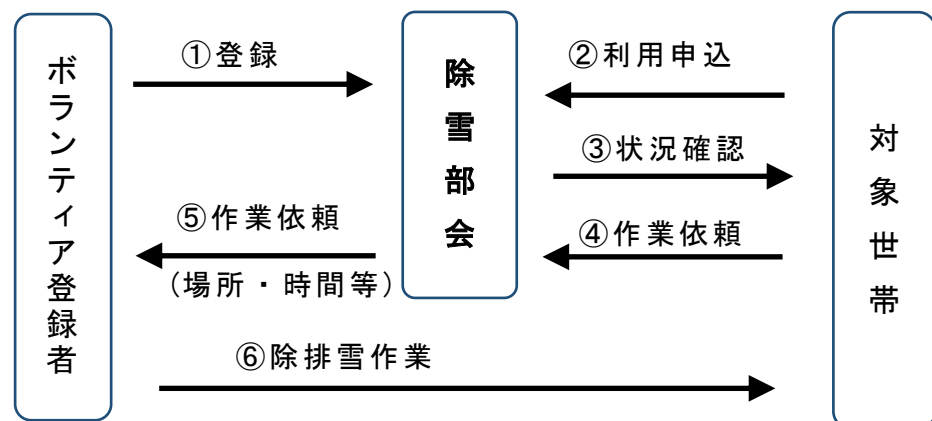 ボランティア登録者
①登録
除雪部会
②利用申込
③状況確認
対象世帯
⑤作業依頼
(場所・時間等)
④作業依頼
⑥除排雪作業